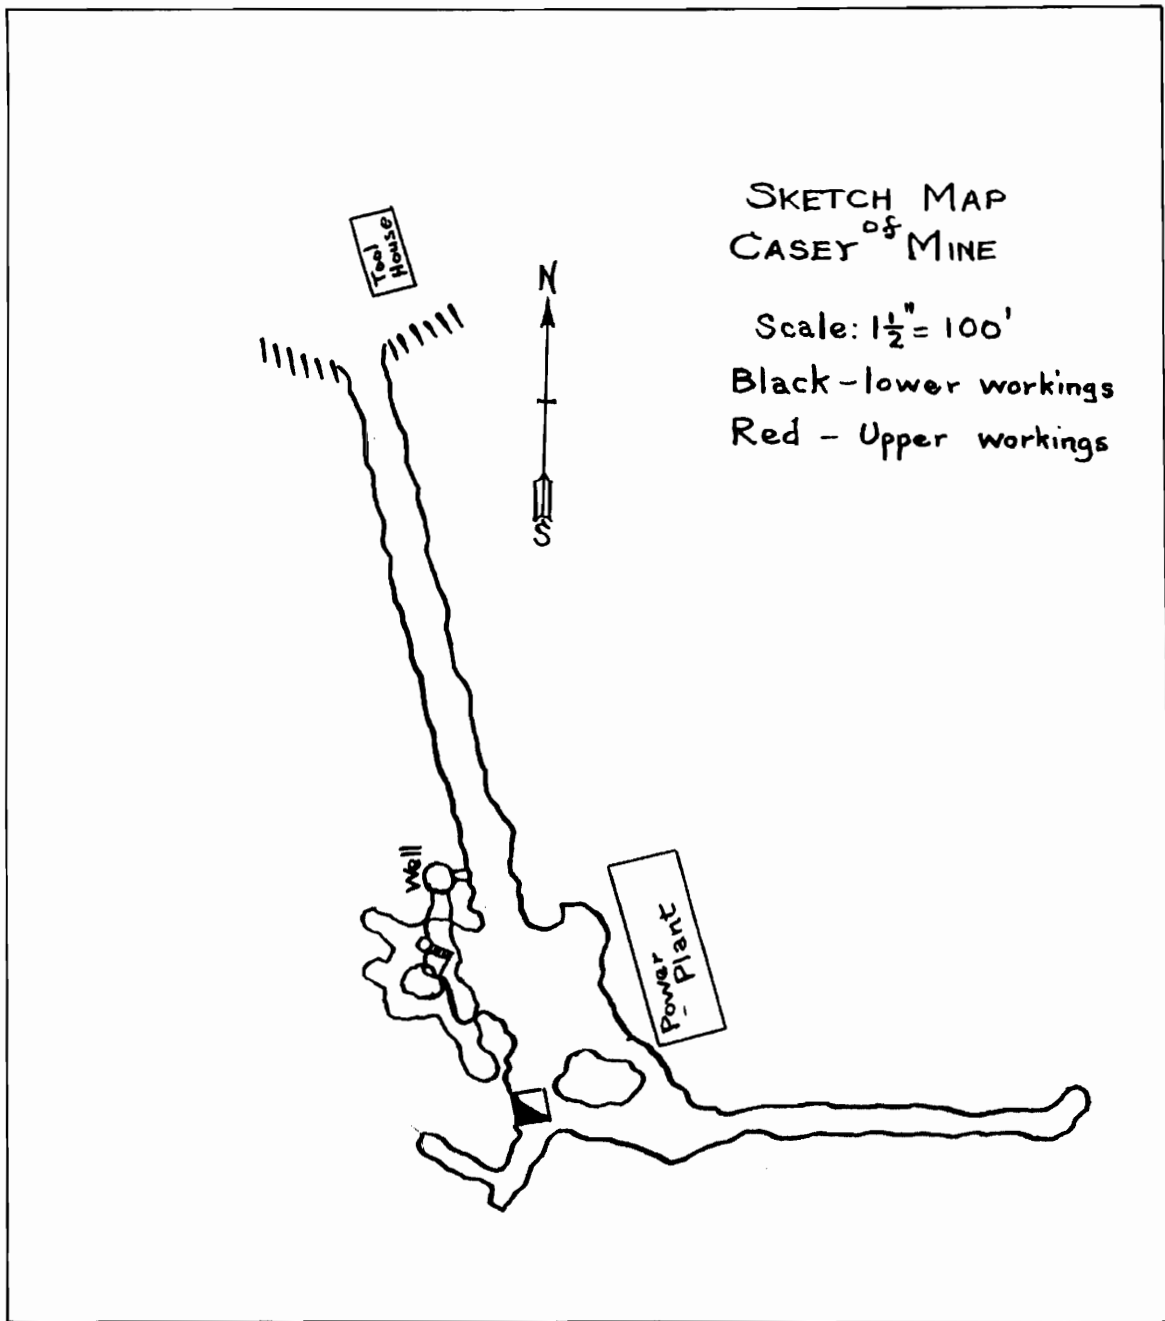 SKETCH MAP
of
CASEY MINE
Scale: 1½" = 100'
Black - lower workings
Red - Upper workings
Tool
House
N
S
Well
Power
- Plant